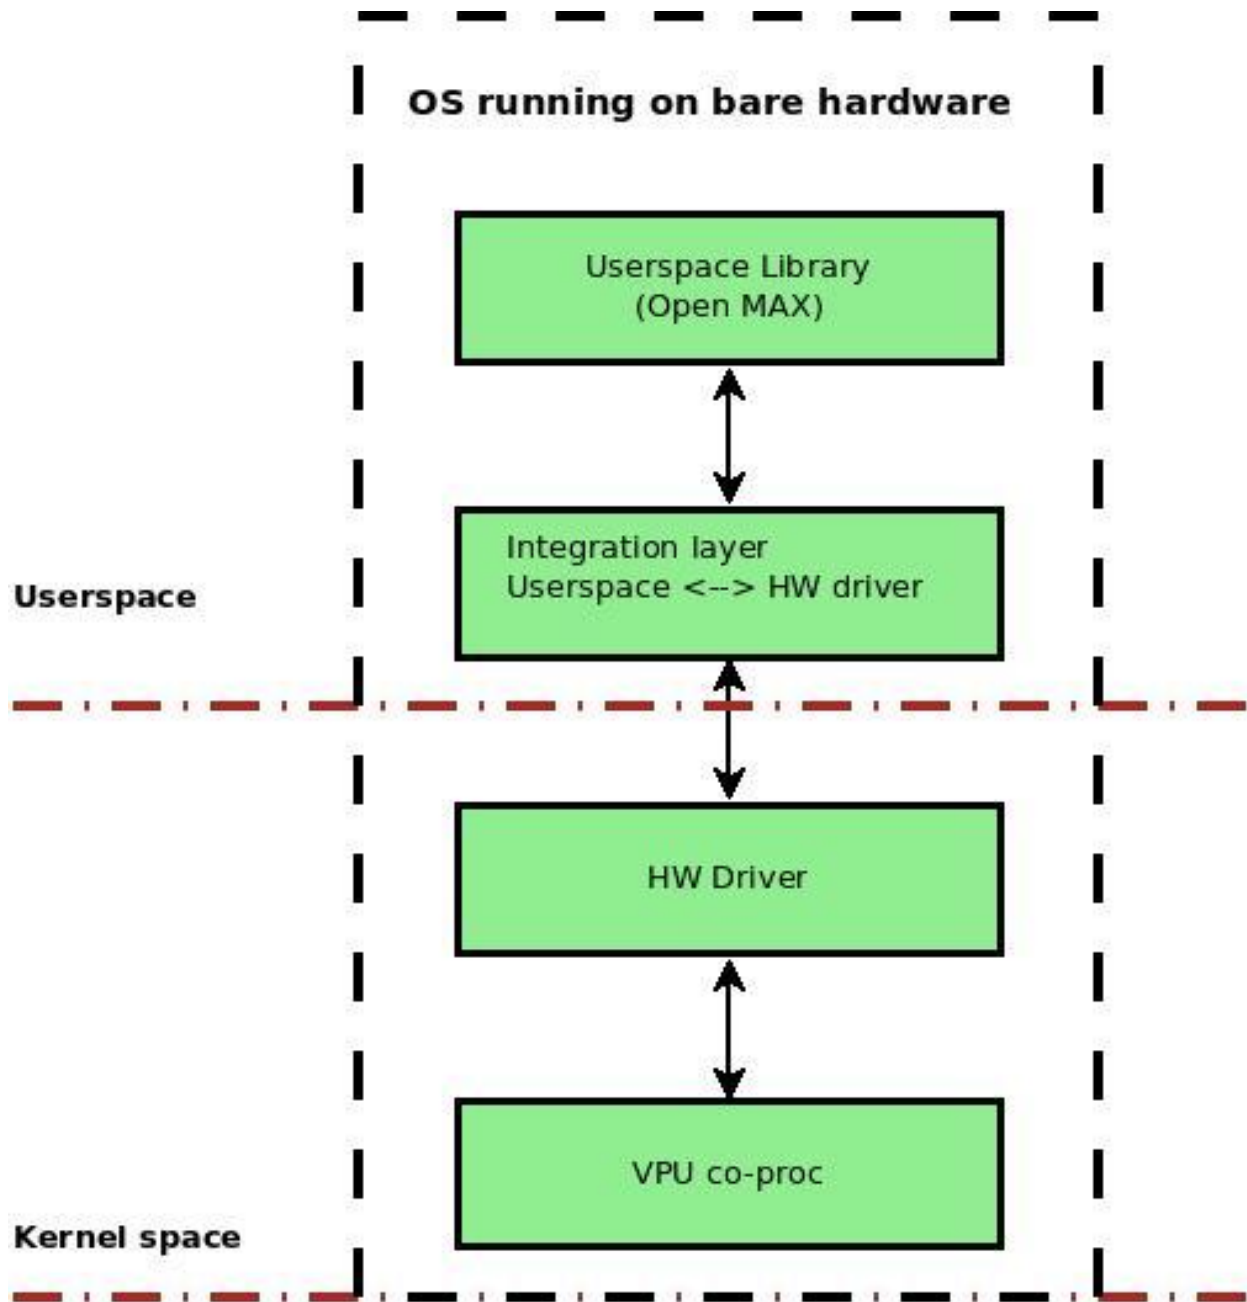 OS running on bare hardware
Userspace Library
(Open MAX)
Integration layer
Userspace <--> HW driver
Userspace
HW Driver
VPU co-proc
Kernel space